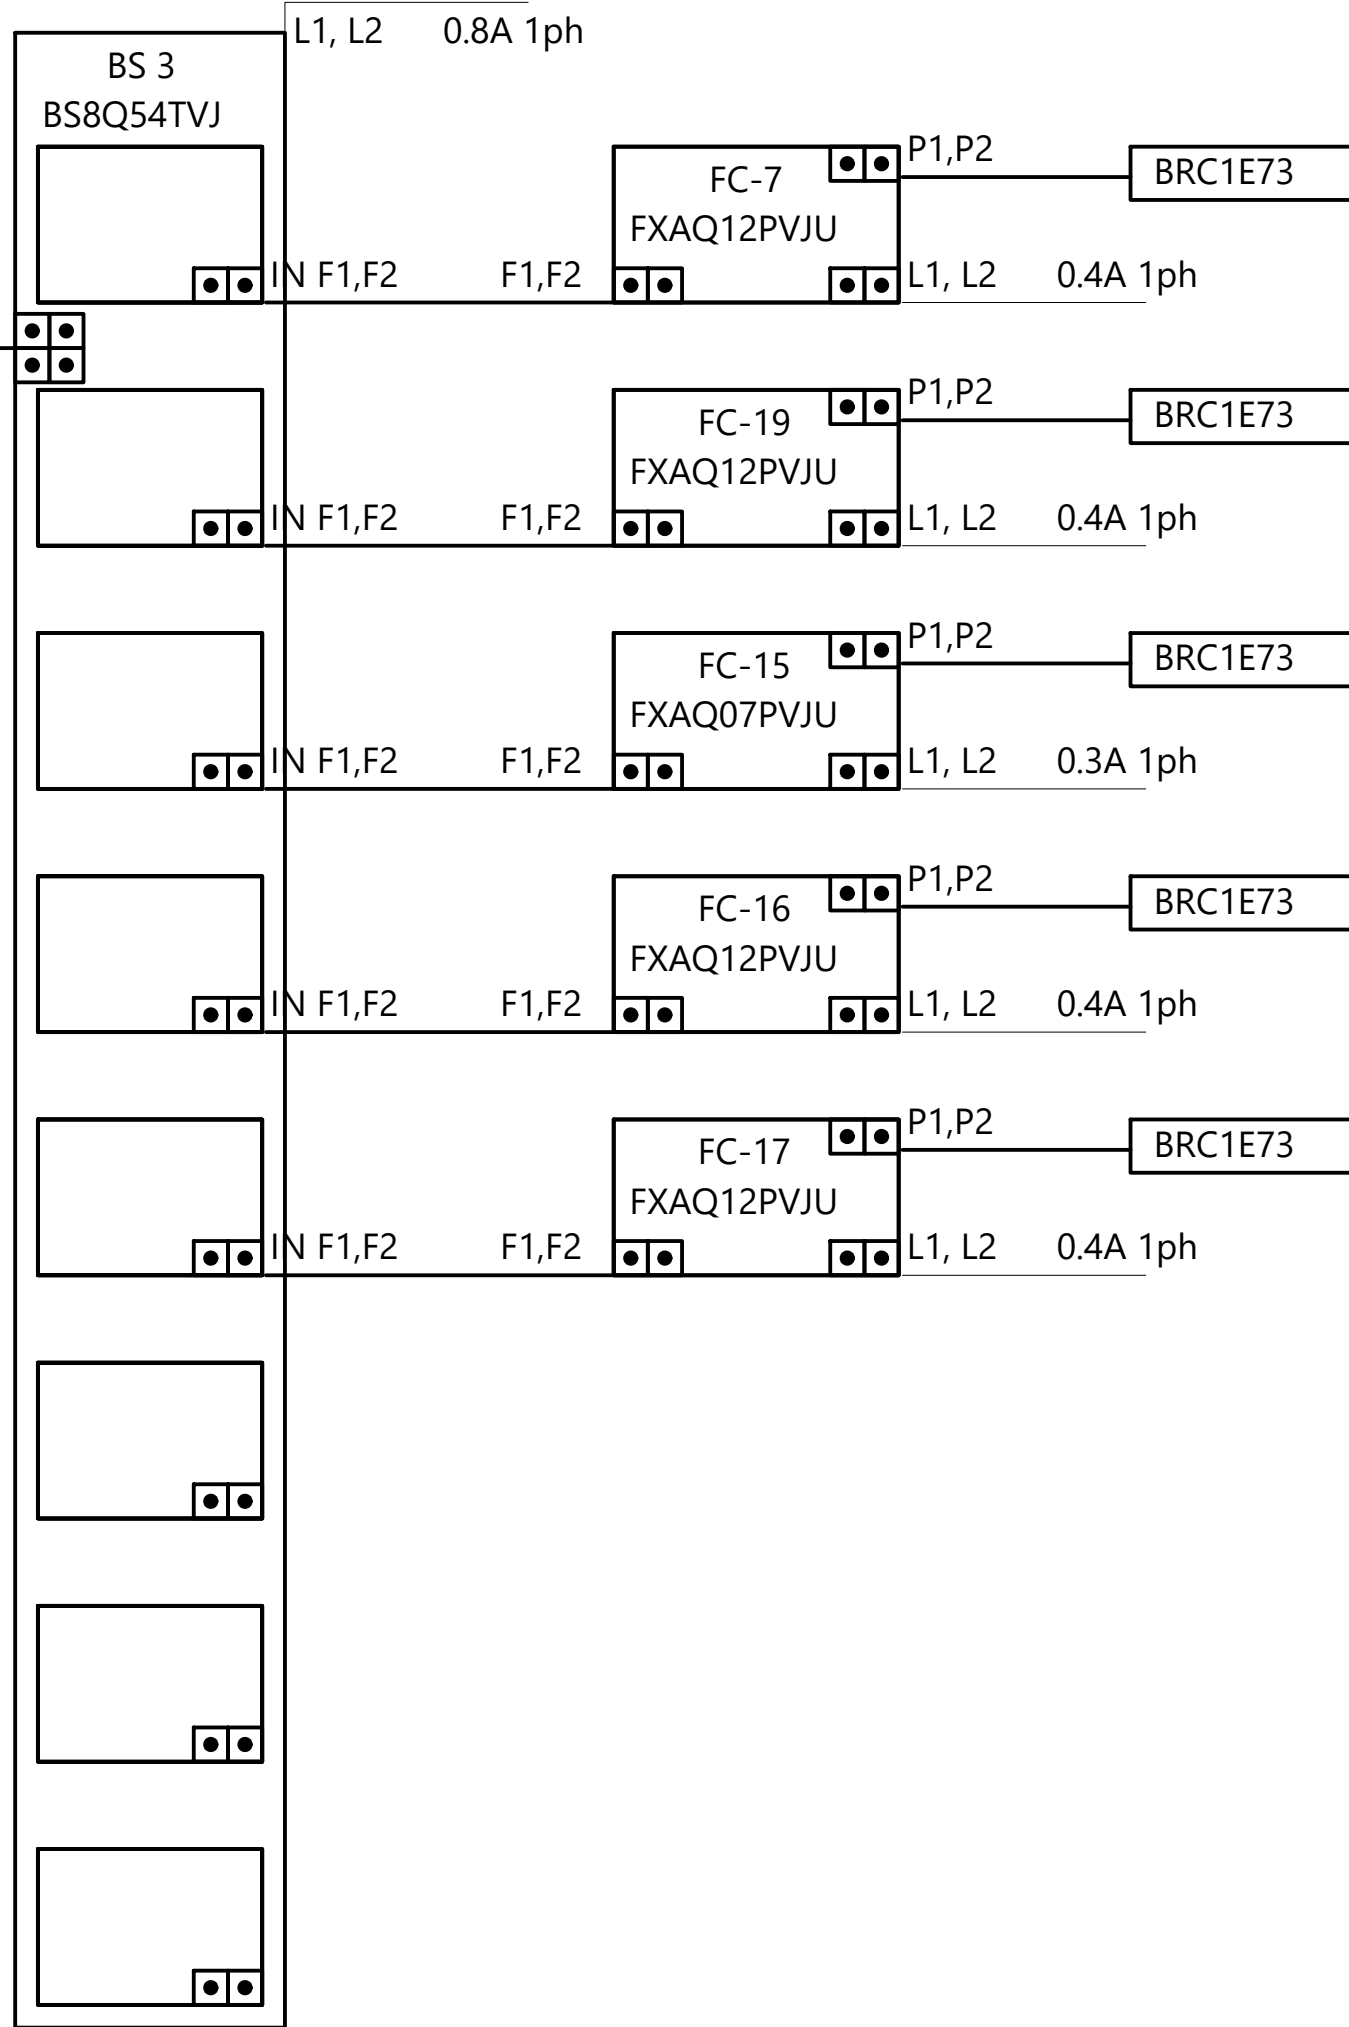 L1, L2 0.8A 1ph
BS 3
BS8Q54TVJ
FC-7
FXAQ12PVJU
P1,P2
BRC1E73
IN F1,F2 F1,F2
L1, L2 0.4A 1ph
FC-19
FXAQ12PVJU
P1,P2
BRC1E73
IN F1,F2 F1,F2
L1, L2 0.4A 1ph
FC-15
FXAQ07PVJU
P1,P2
BRC1E73
IN F1,F2 F1,F2
L1, L2 0.3A 1ph
FC-16
FXAQ12PVJU
P1,P2
BRC1E73
IN F1,F2 F1,F2
L1, L2 0.4A 1ph
FC-17
FXAQ12PVJU
P1,P2
BRC1E73
IN F1,F2 F1,F2
L1, L2 0.4A 1ph